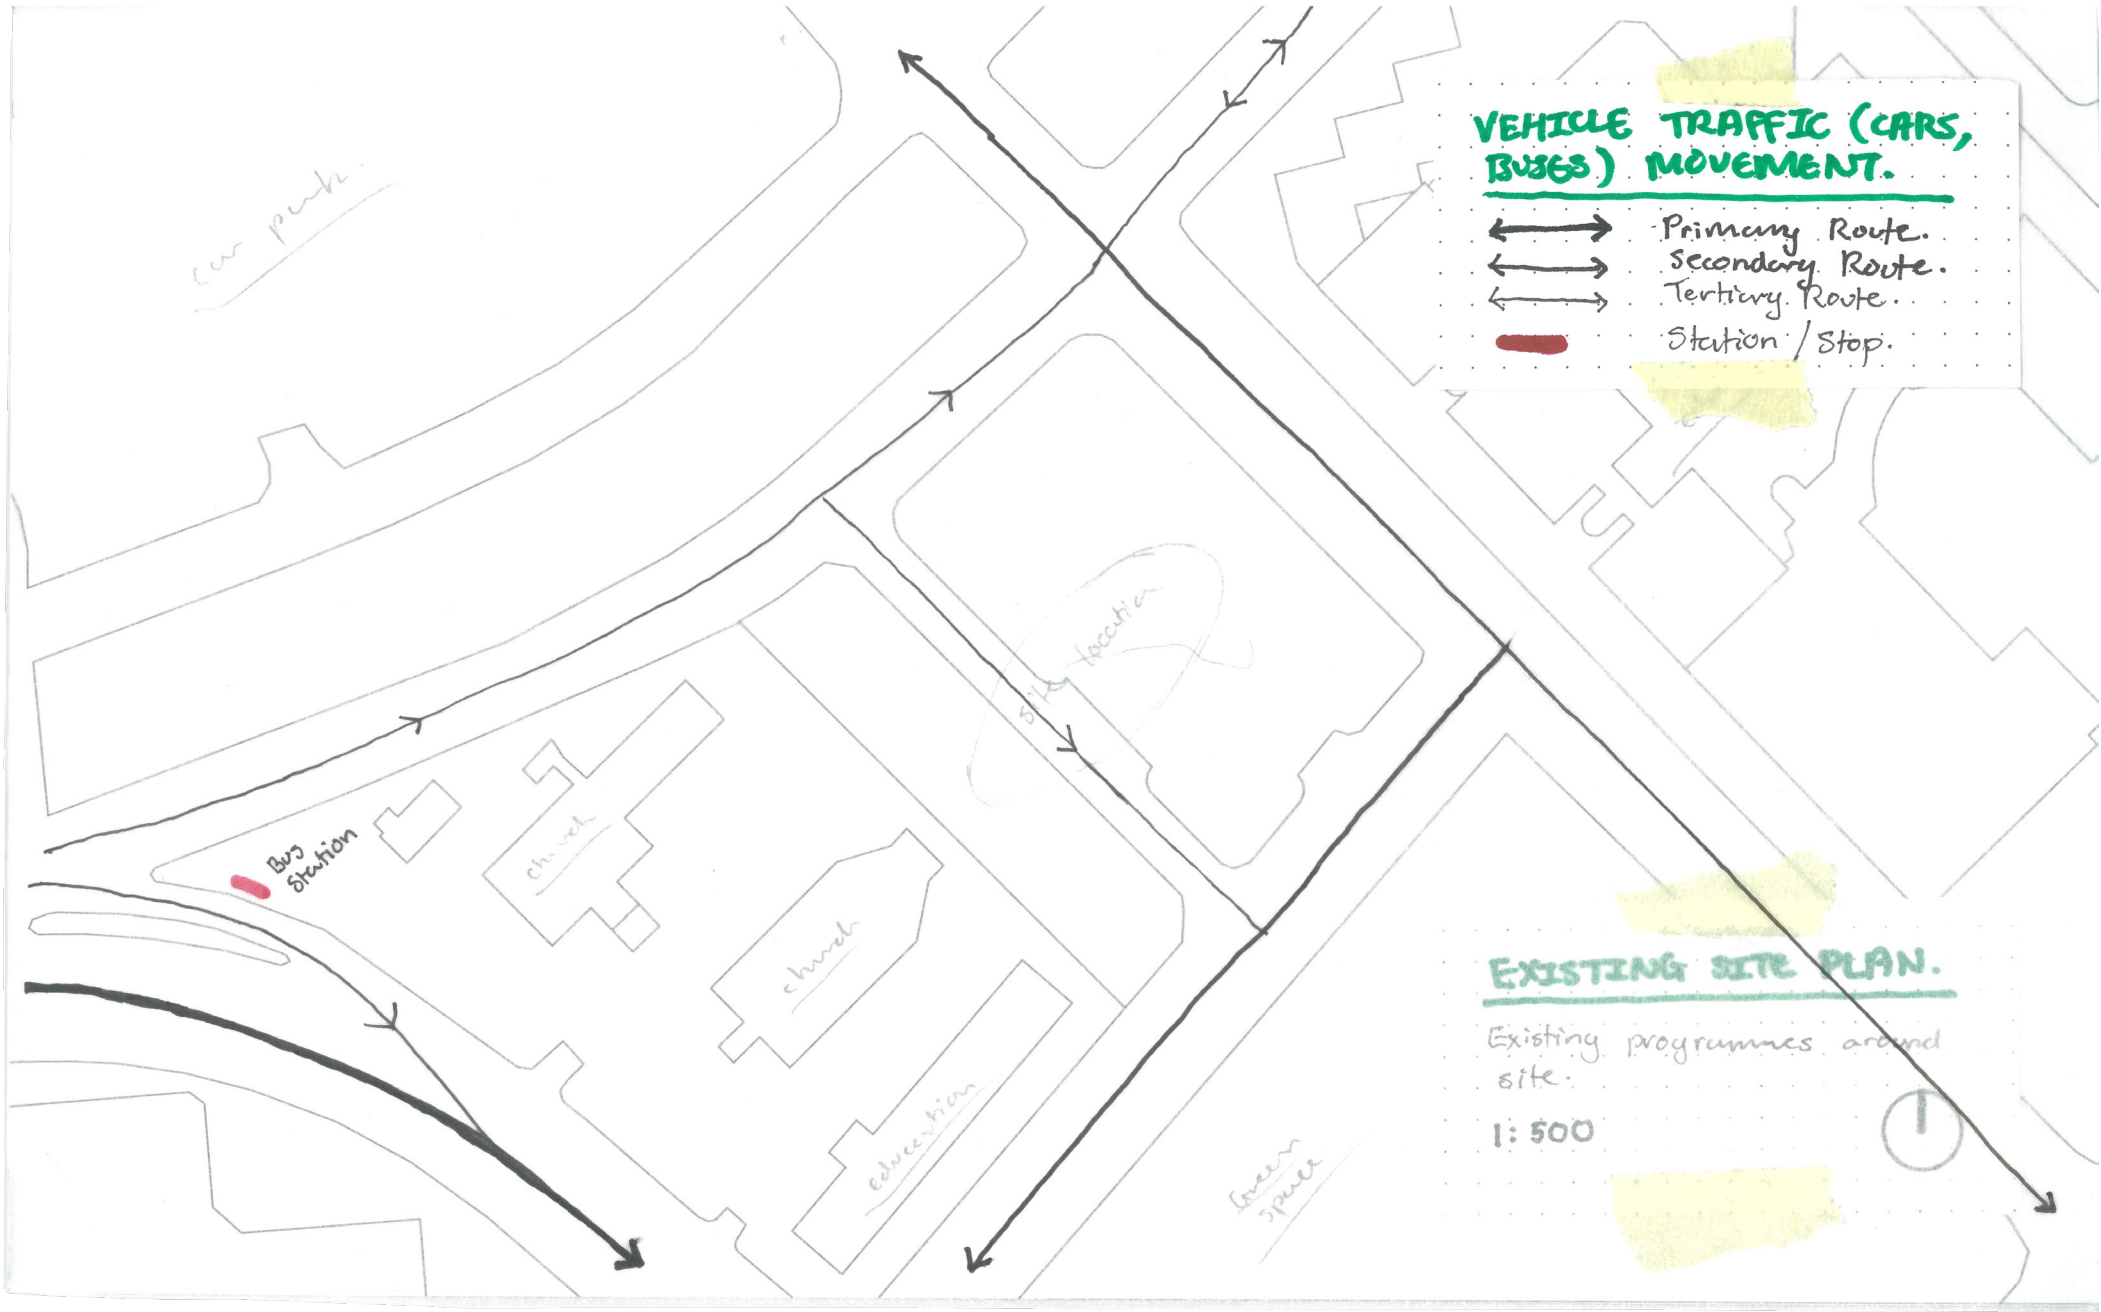 VEHICLE TRAFFIC (CARS,
BUSES) MOVEMENT.
Primary Route.
Secondary Route.
Tertiary Route.
Station / Stop.
car park
site location
Bus
Station
church
church
education
Green
space
EXISTING SITE PLAN.
Existing programmes around
site.
1:500